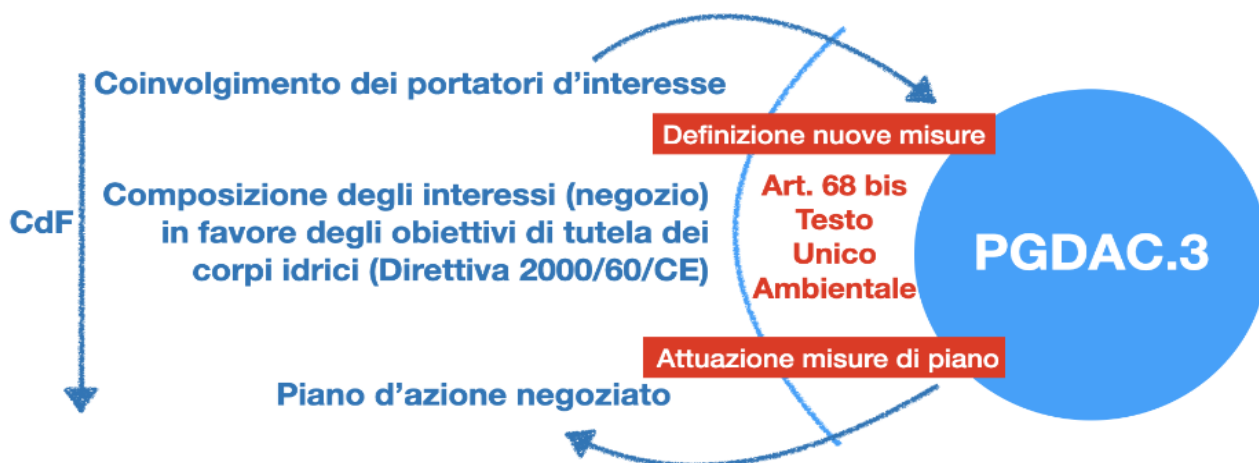 Coinvolgimento dei portatori d’interesse
Definizione nuove misure
CdF
Composizione degli interessi (negozio)
in favore degli obiettivi di tutela dei
corpi idrici (Direttiva 2000/60/CE)
Art. 68 bis
Testo
Unico
Ambientale
PGDAC.3
Attuazione misure di piano
Piano d’azione negoziato